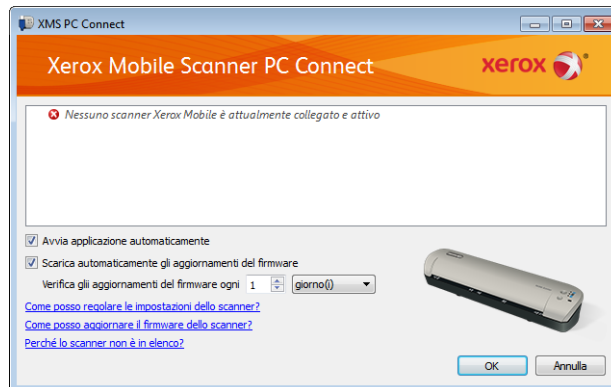 XMS PC Connect
Xerox Mobile Scanner PC Connect
xerox
Nessuno scanner Xerox Mobile è attualmente collegato e attivo
Avvia applicazione automaticamente
Scarica automaticamente gli aggiornamenti del firmware
Verifica glii aggiornamenti del firmware ogni 1 giorno(i)
Come posso regolare le impostazioni dello scanner?
Come posso aggiornare il firmware dello scanner?
Perché lo scanner non è in elenco?
OK Annulla